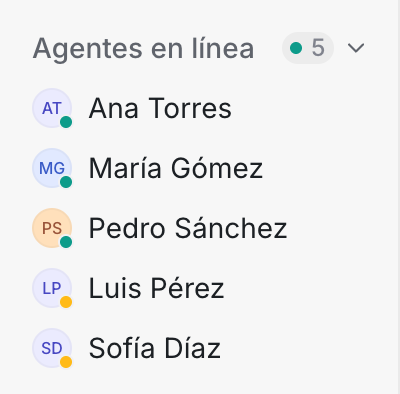 Agentes en línea 5
AT Ana Torres
MG María Gómez
PS Pedro Sánchez
LP Luis Pérez
SD Sofía Díaz